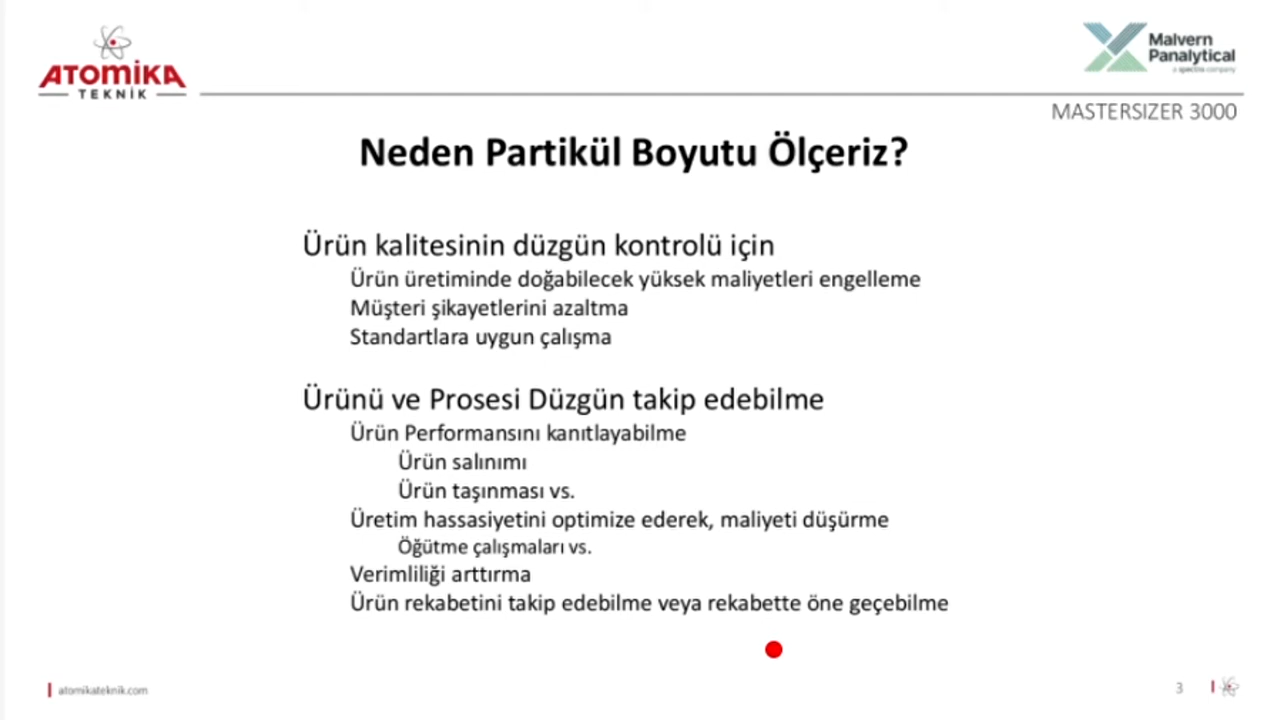 ATOMİKA
TEKNİK
Malvern
Panalytical
a spectris company
MASTERSIZER 3000
Neden Partikül Boyutu Ölçeriz?
Ürün kalitesinin düzgün kontrolü için
Ürün üretiminde doğabilecek yüksek maliyetleri engelleme
Müşteri şikayetlerini azaltma
Standartlara uygun çalışma
Ürünü ve Prosesi Düzgün takip edebilme
Ürün Performansını kanıtlayabilme
Ürün salınımı
Ürün taşınması vs.
Üretim hassasiyetini optimize ederek, maliyeti düşürme
Öğütme çalışmaları vs.
Verimliliği arttırma
Ürün rekabetini takip edebilme veya rekabette öne geçebilme
atomikateknik.com
3